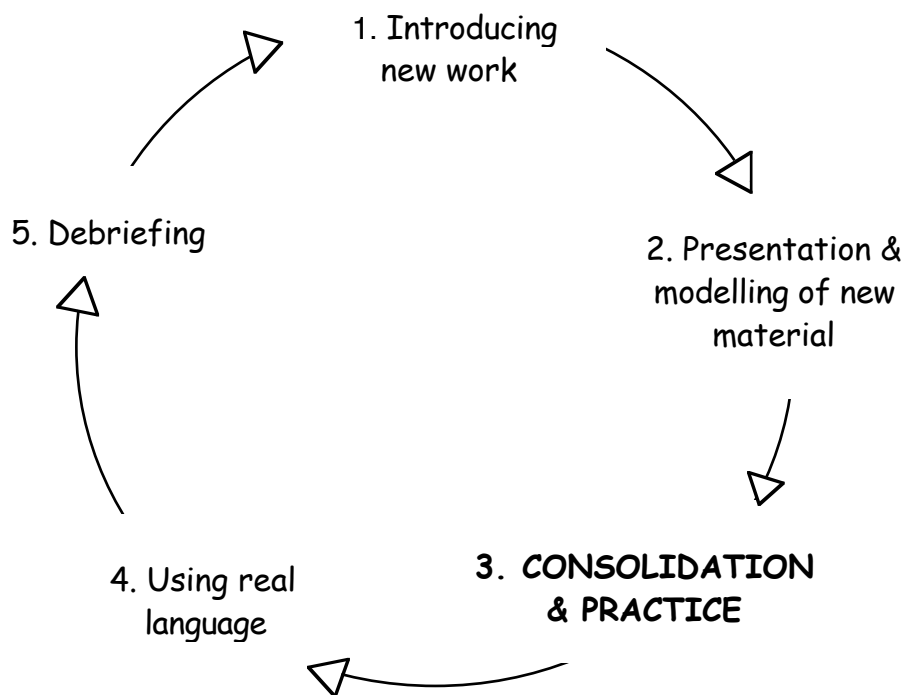 1. Introducing
new work
2. Presentation &
modelling of new
material
3. CONSOLIDATION
& PRACTICE
4. Using real
language
5. Debriefing